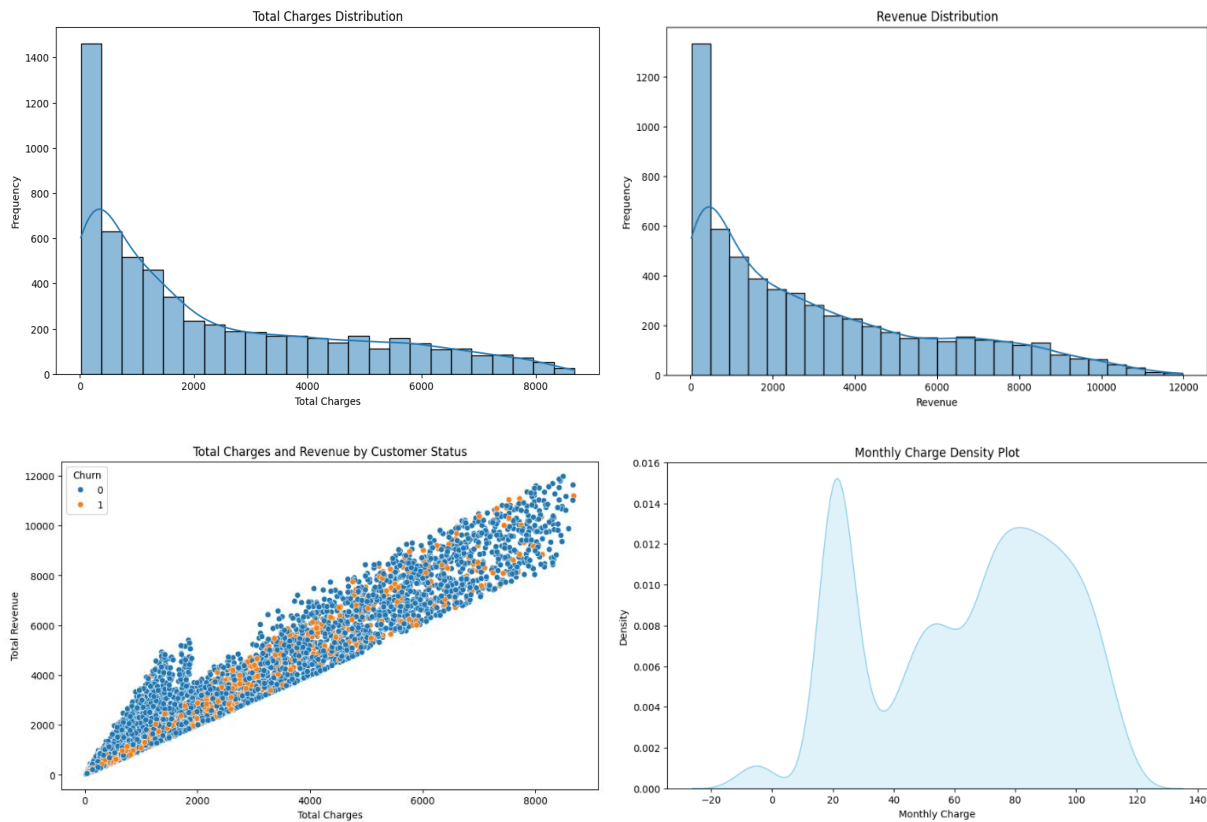 Total Charges Distribution
1400
1200
1000
800
600
400
200
0
Frequency
0 2000 4000 6000 8000
Total Charges
Revenue Distribution
1200
1000
800
600
400
200
0
Frequency
0 2000 4000 6000 8000 10000 12000
Revenue
Total Charges and Revenue by Customer Status
Churn
0
1
12000
10000
8000
6000
4000
2000
0
Total Revenue
0 2000 4000 6000 8000
Total Charges
Monthly Charge Density Plot
0.016
0.014
0.012
0.010
0.008
0.006
0.004
0.002
0.000
Density
−20 0 20 40 60 80 100 120 140
Monthly Charge